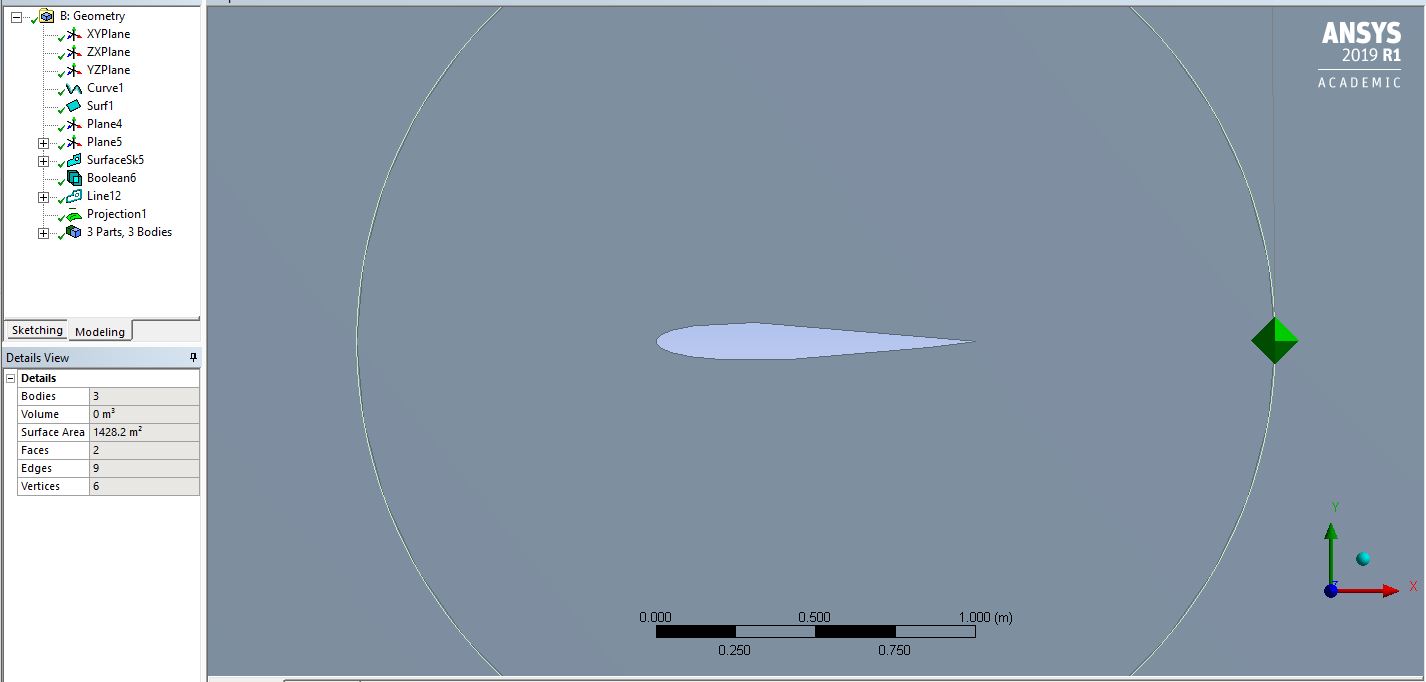 B: Geometry
XYPlane
ZXPlane
YZPlane
Curve1
Surf1
Plane4
Plane5
SurfaceSk5
Boolean6
Line12
Projection1
3 Parts, 3 Bodies
Sketching Modeling
Details View
Details
Bodies 3
Volume 0 m³
Surface Area 1428.2 m²
Faces 2
Edges 9
Vertices 6
ANSYS
2019 R1
ACADEMIC
0.000 0.500 1.000 (m)
0.250 0.750
Y
Z
X